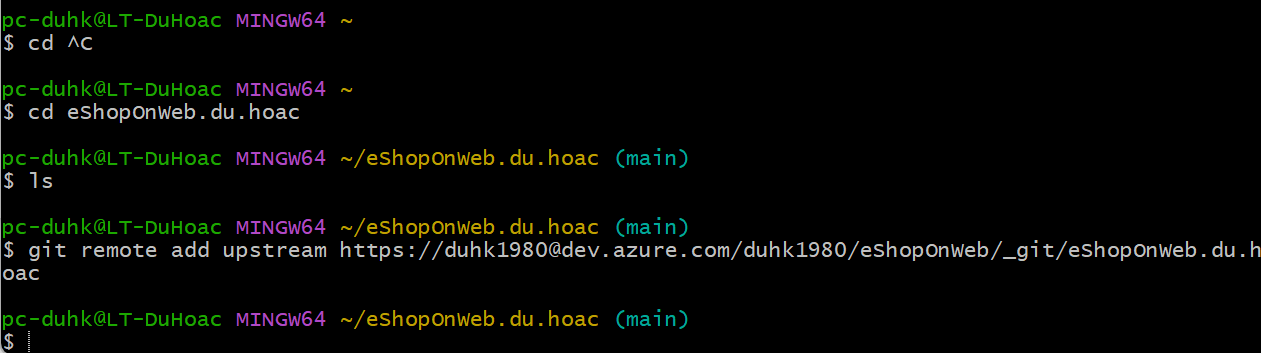 pc-duhk@LT-DuHoac MINGW64 ~
$ cd ^C
pc-duhk@LT-DuHoac MINGW64 ~
$ cd eShopOnWeb.du.hoac
pc-duhk@LT-DuHoac MINGW64 ~/eShopOnWeb.du.hoac (main)
$ ls
pc-duhk@LT-DuHoac MINGW64 ~/eShopOnWeb.du.hoac (main)
$ git remote add upstream https://duhk1980@dev.azure.com/duhk1980/eShopOnWeb/_git/eShopOnWeb.du.h
oac
pc-duhk@LT-DuHoac MINGW64 ~/eShopOnWeb.du.hoac (main)
$